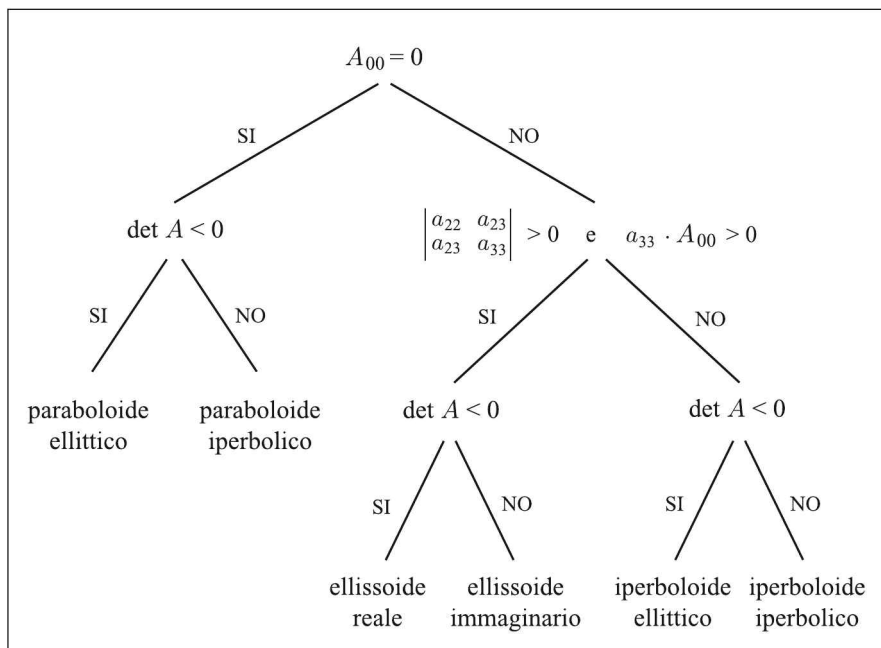 A₀₀ = 0
SI
NO
det A < 0
| a₂₂ a₂₃ |
| a₂₃ a₃₃ | > 0 e a₃₃ · A₀₀ > 0
SI
NO
SI
NO
paraboloide
ellittico
paraboloide
iperbolico
det A < 0
det A < 0
SI
NO
SI
NO
ellissoide
reale
ellissoide
immaginario
iperboloide
ellittico
iperboloide
iperbolico